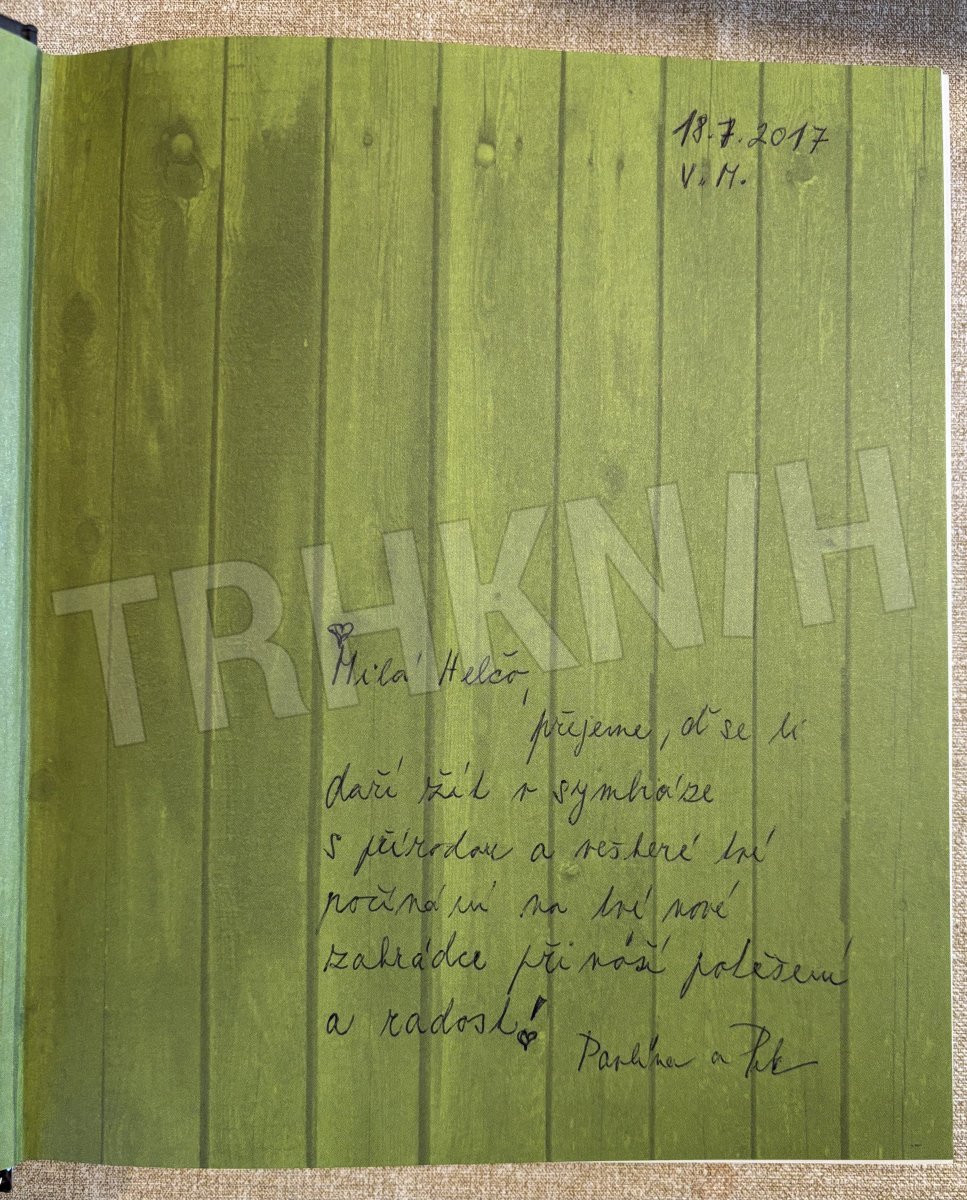 18.7.2017
V. M.
TRHKNIH
Milá Helčo,
přejeme, ať se ti
daří žít v symbióze
s přírodou a veškeré tvé
počínání na tvé nové
zahrádce přináší potěšení
a radost!
Pavlína a